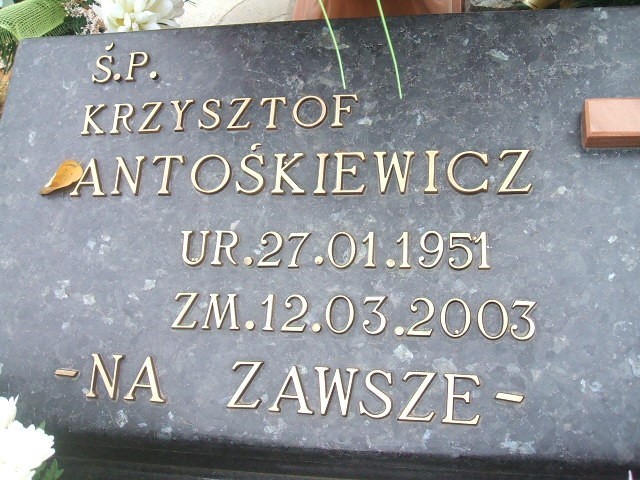 Ś.P.
KRZYSZTOF
ANTOŚKIEWICZ
UR.27.01.1951
ZM.12.03.2003
-NA ZAWSZE-